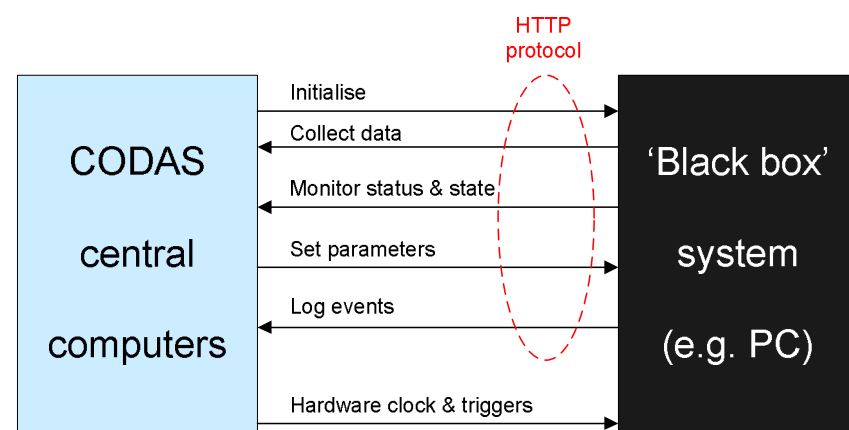 HTTP
protocol
Initialise
Collect data
CODAS
central
computers
Monitor status & state
Set parameters
Log events
Hardware clock & triggers
‘Black box’
system
(e.g. PC)